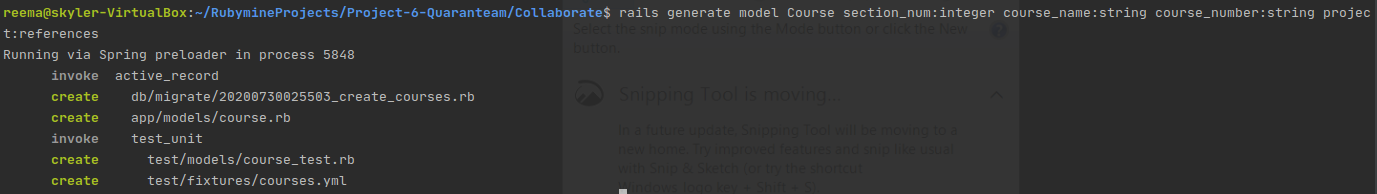 reema@skyler-VirtualBox:~/RubymineProjects/Project-6-Quaranteam/Collaborate$ rails generate model Course section_num:integer course_name:string course_number:string projec
t:references
Running via Spring preloader in process 5848
invoke active_record
create db/migrate/20200730025503_create_courses.rb
create app/models/course.rb
invoke test_unit
create test/models/course_test.rb
create test/fixtures/courses.yml
Select the snip mode using the Mode button or click the New
button.
Snipping Tool is moving...
In a future update, Snipping Tool will be moving to a
new home. Try improved features and snip like usual
with Snip & Sketch (or try the shortcut
Windows logo key + Shift + S).